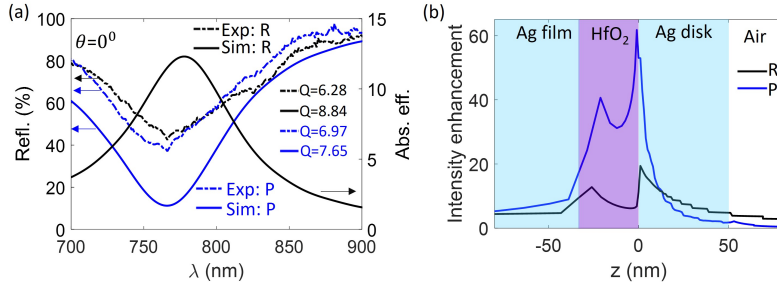 (a)
θ=0⁰
Exp: R
Sim: R
Q=6.28
Q=8.84
Q=6.97
Q=7.65
Exp: P
Sim: P
Refl. (%)
100
80
60
40
20
0
Abs. eff.
15
10
5
0
700
750
800
850
900
λ (nm)
(b)
Ag film
HfO₂
Ag disk
Air
R
P
Intensity enhancement
60
40
20
0
-50
0
50
z (nm)